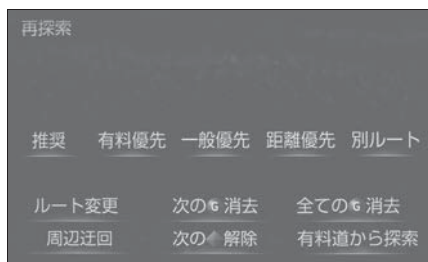 再探索
推奨 有料優先 一般優先 距離優先 別ルート
ルート変更 次の G 消去 全ての G 消去
周辺迂回 次の 解除 有料道から探索